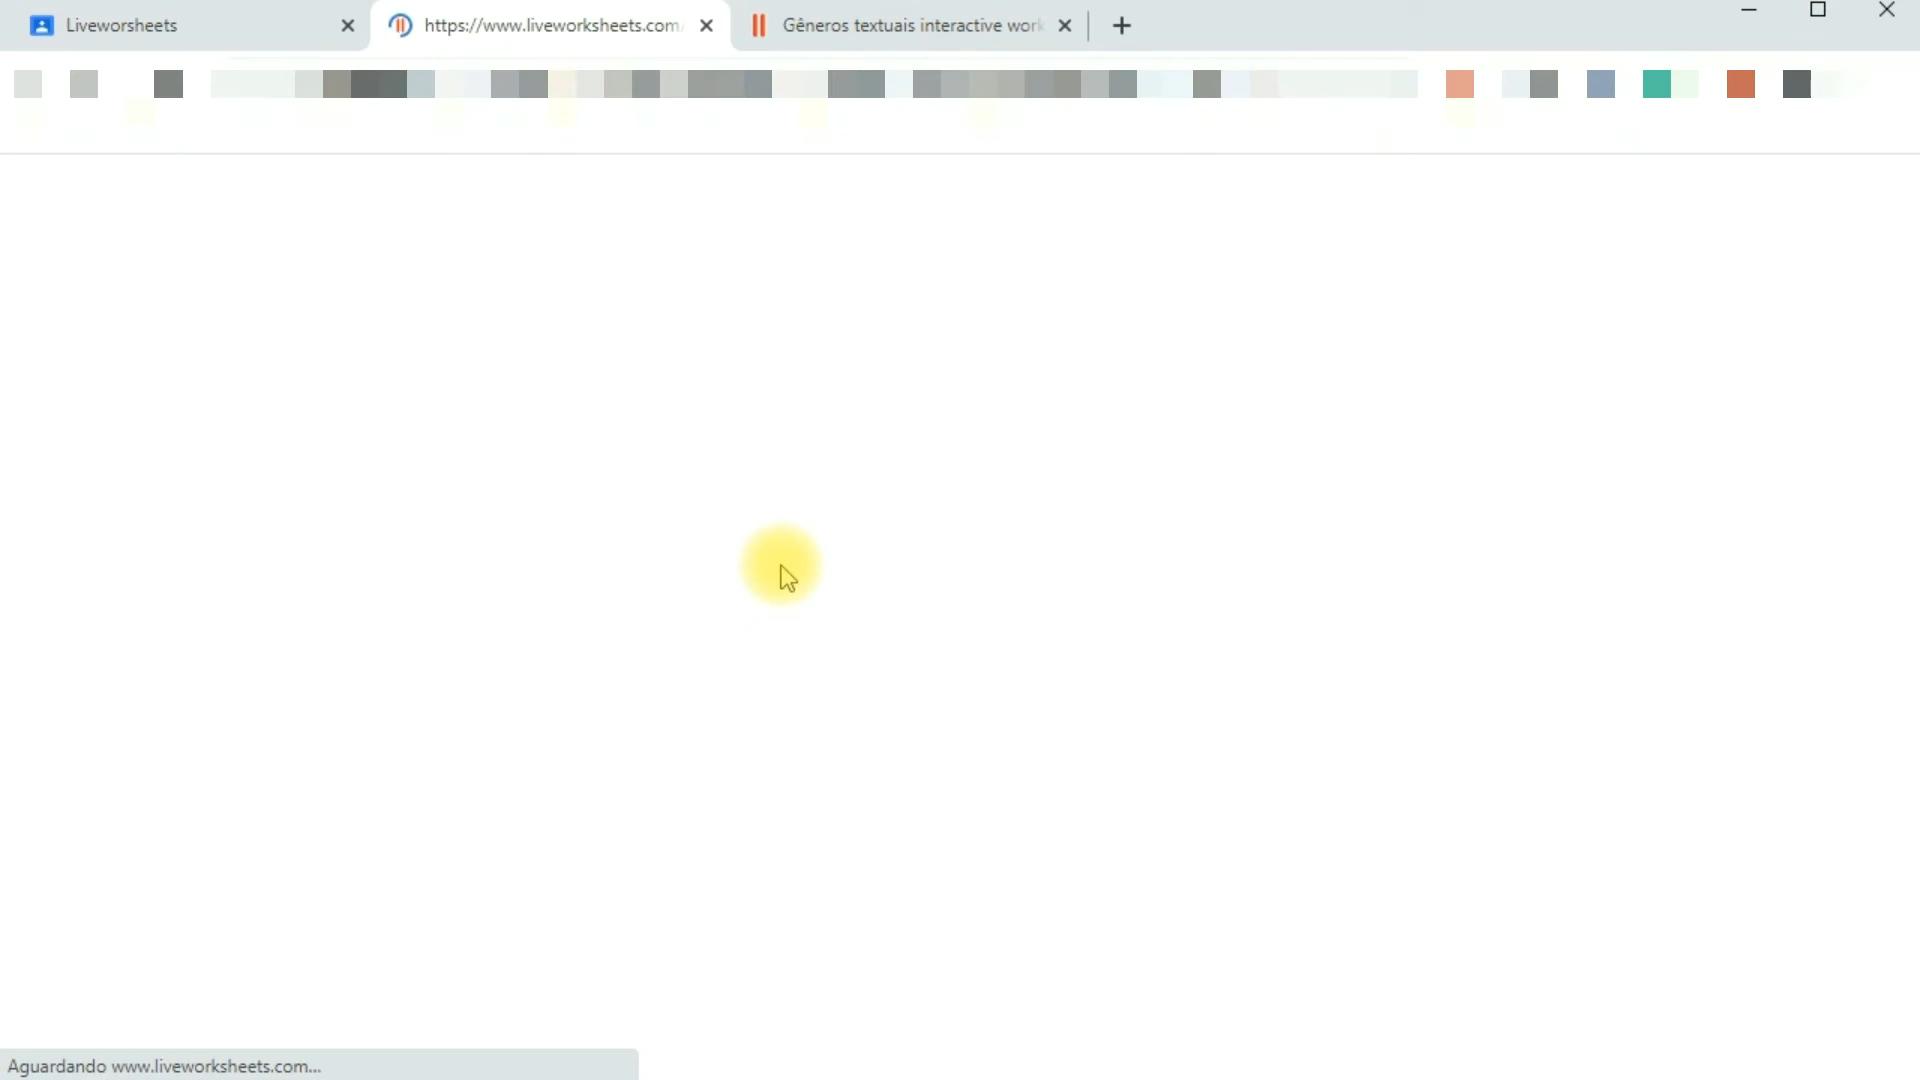 Liveworsheets
https://www.liveworksheets.com/
Gêneros textuais interactive work
Aguardando www.liveworksheets.com...